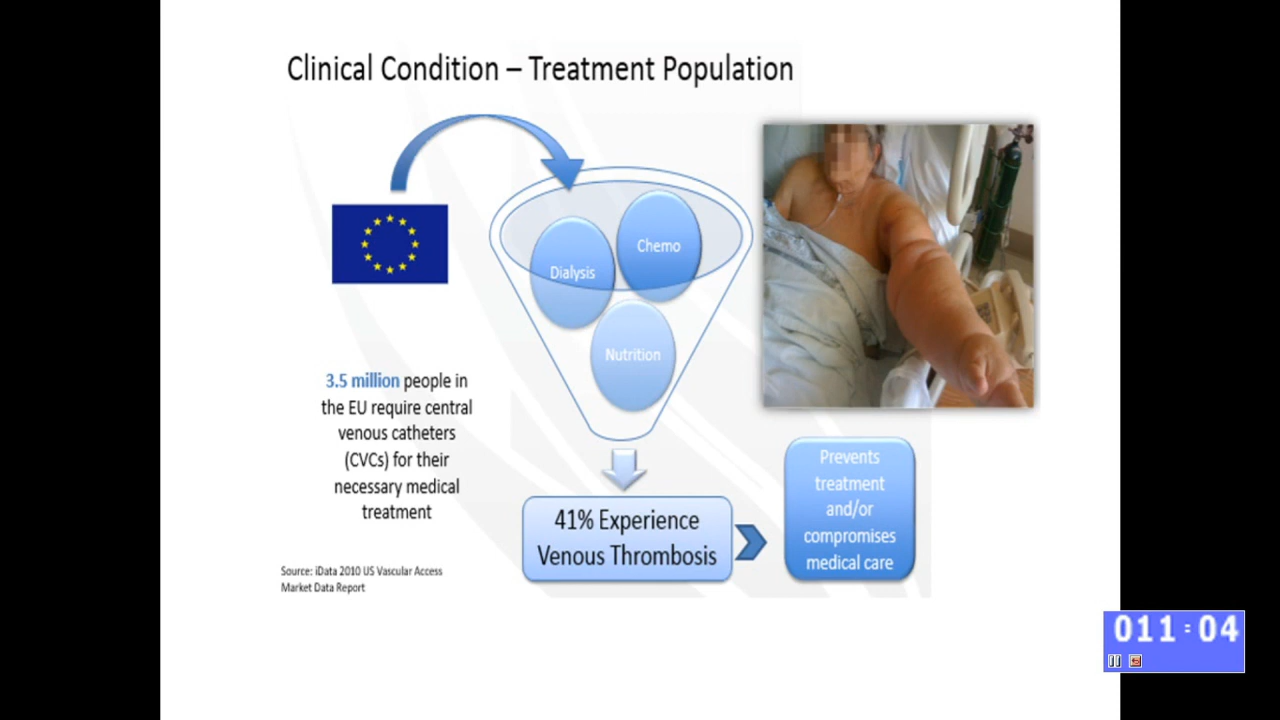 Clinical Condition – Treatment Population
Dialysis
Chemo
Nutrition
3.5 million people in
the EU require central
venous catheters
(CVCs) for their
necessary medical
treatment
41% Experience
Venous Thrombosis
Prevents
treatment
and/or
compromises
medical care
Source: iData 2010 US Vascular Access
Market Data Report
011:04